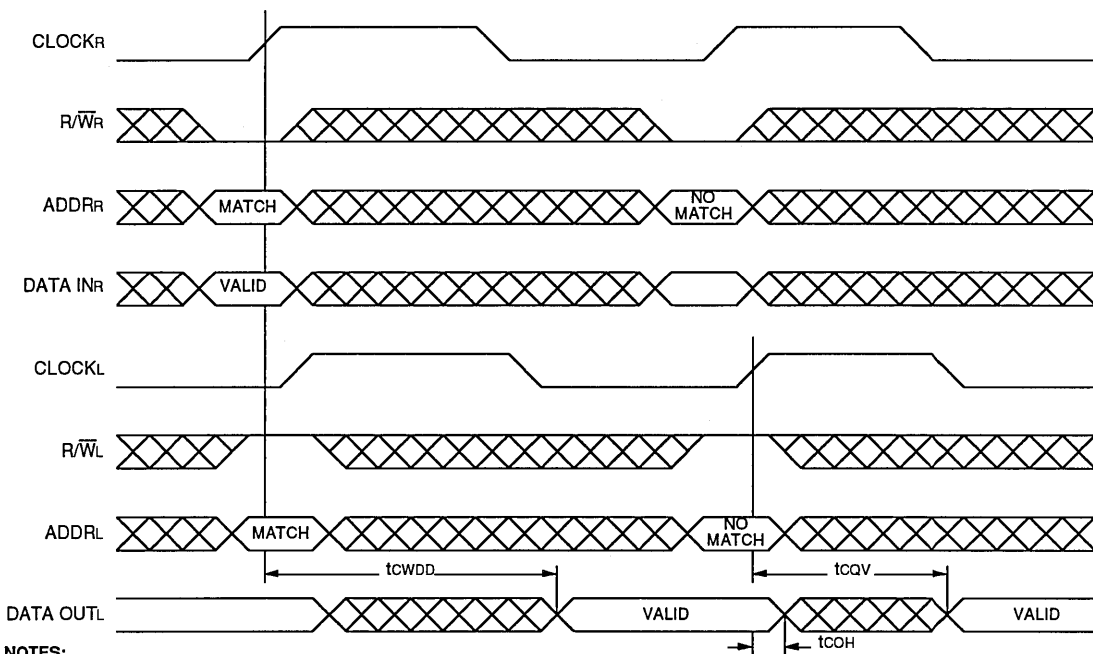 CLOCKR
R/W̅R
ADDRR MATCH NO MATCH
DATA INR VALID
CLOCKL
R/W̅L
ADDRL MATCH NO MATCH
tCWDD tCQV
DATA OUTL VALID VALID
tCOH
NOTES: